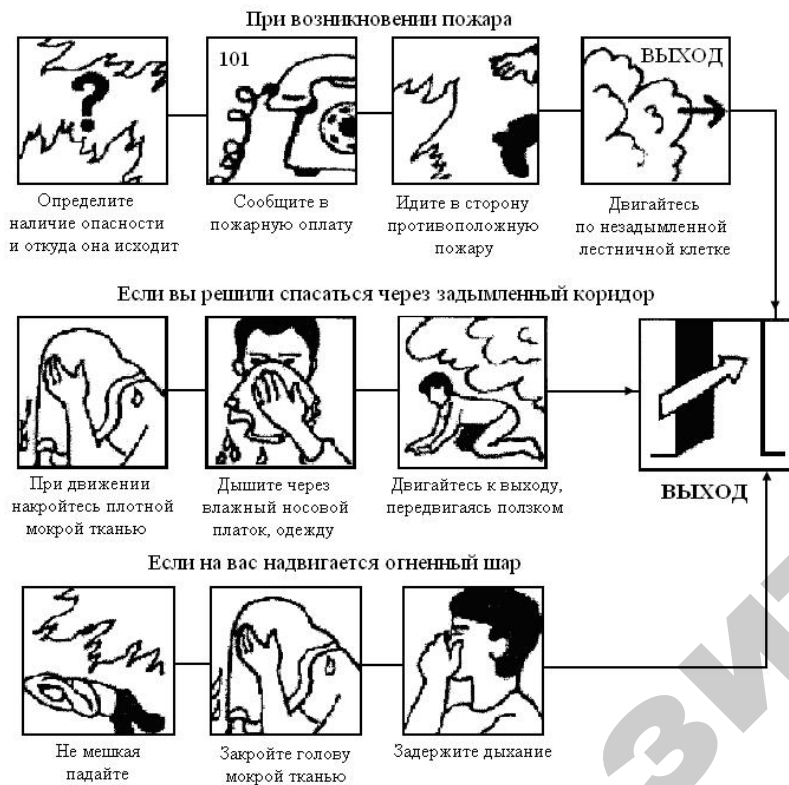 При возникновении пожара
101
ВЫХОД
Определите
наличие опасности
и откуда она исходит
Сообщите в
пожарную оплату
Идите в сторону
противоположную
пожару
Двигайтесь
по незадымленной
лестничной клетке
Если вы решили спасаться через задымленный коридор
При движении
накройтесь плотной
мокрой тканью
Дышите через
влажный носовой
платок, одежду
Двигайтесь к выходу,
передвигаясь ползком
ВЫХОД
Если на вас надвигается огненный шар
Не мешкая
падайте
Закройте голову
мокрой тканью
Задержите дыхание
ЗИТ